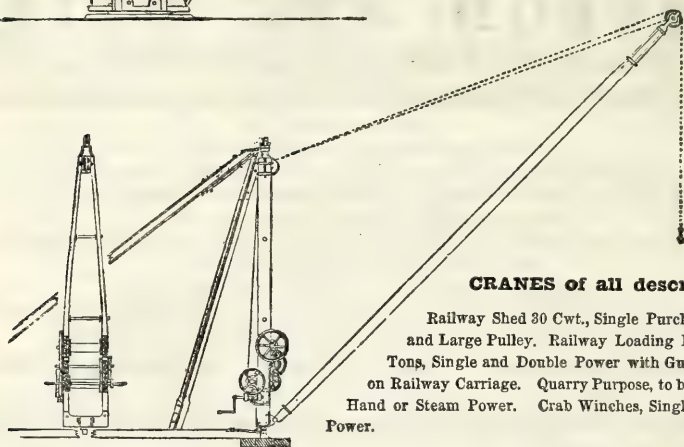 CRANES of all descr
Railway Shed 30 Cwt., Single Purch
and Large Pulley. Railway Loading
Tons, Single and Double Power with Gu
on Railway Carriage. Quarry Purpose, to b
Hand or Steam Power. Crab Winches, Singl
Power.